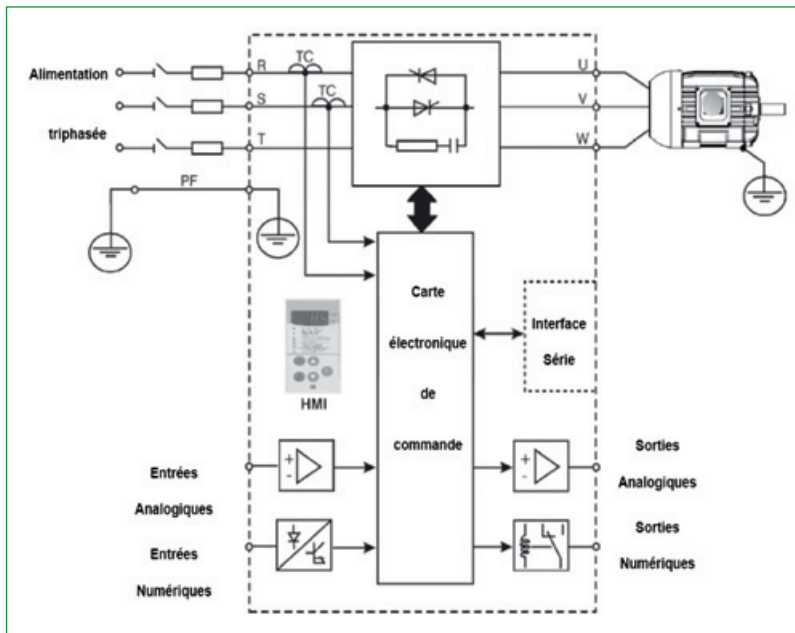 Alimentation
triphasée
R
TC
S
TC
T
PF
U
V
W
Carte
électronique
de
commande
Interface
Série
HMI
Entrées
Analogiques
Entrées
Numériques
Sorties
Analogiques
Sorties
Numériques
+
-
+
-